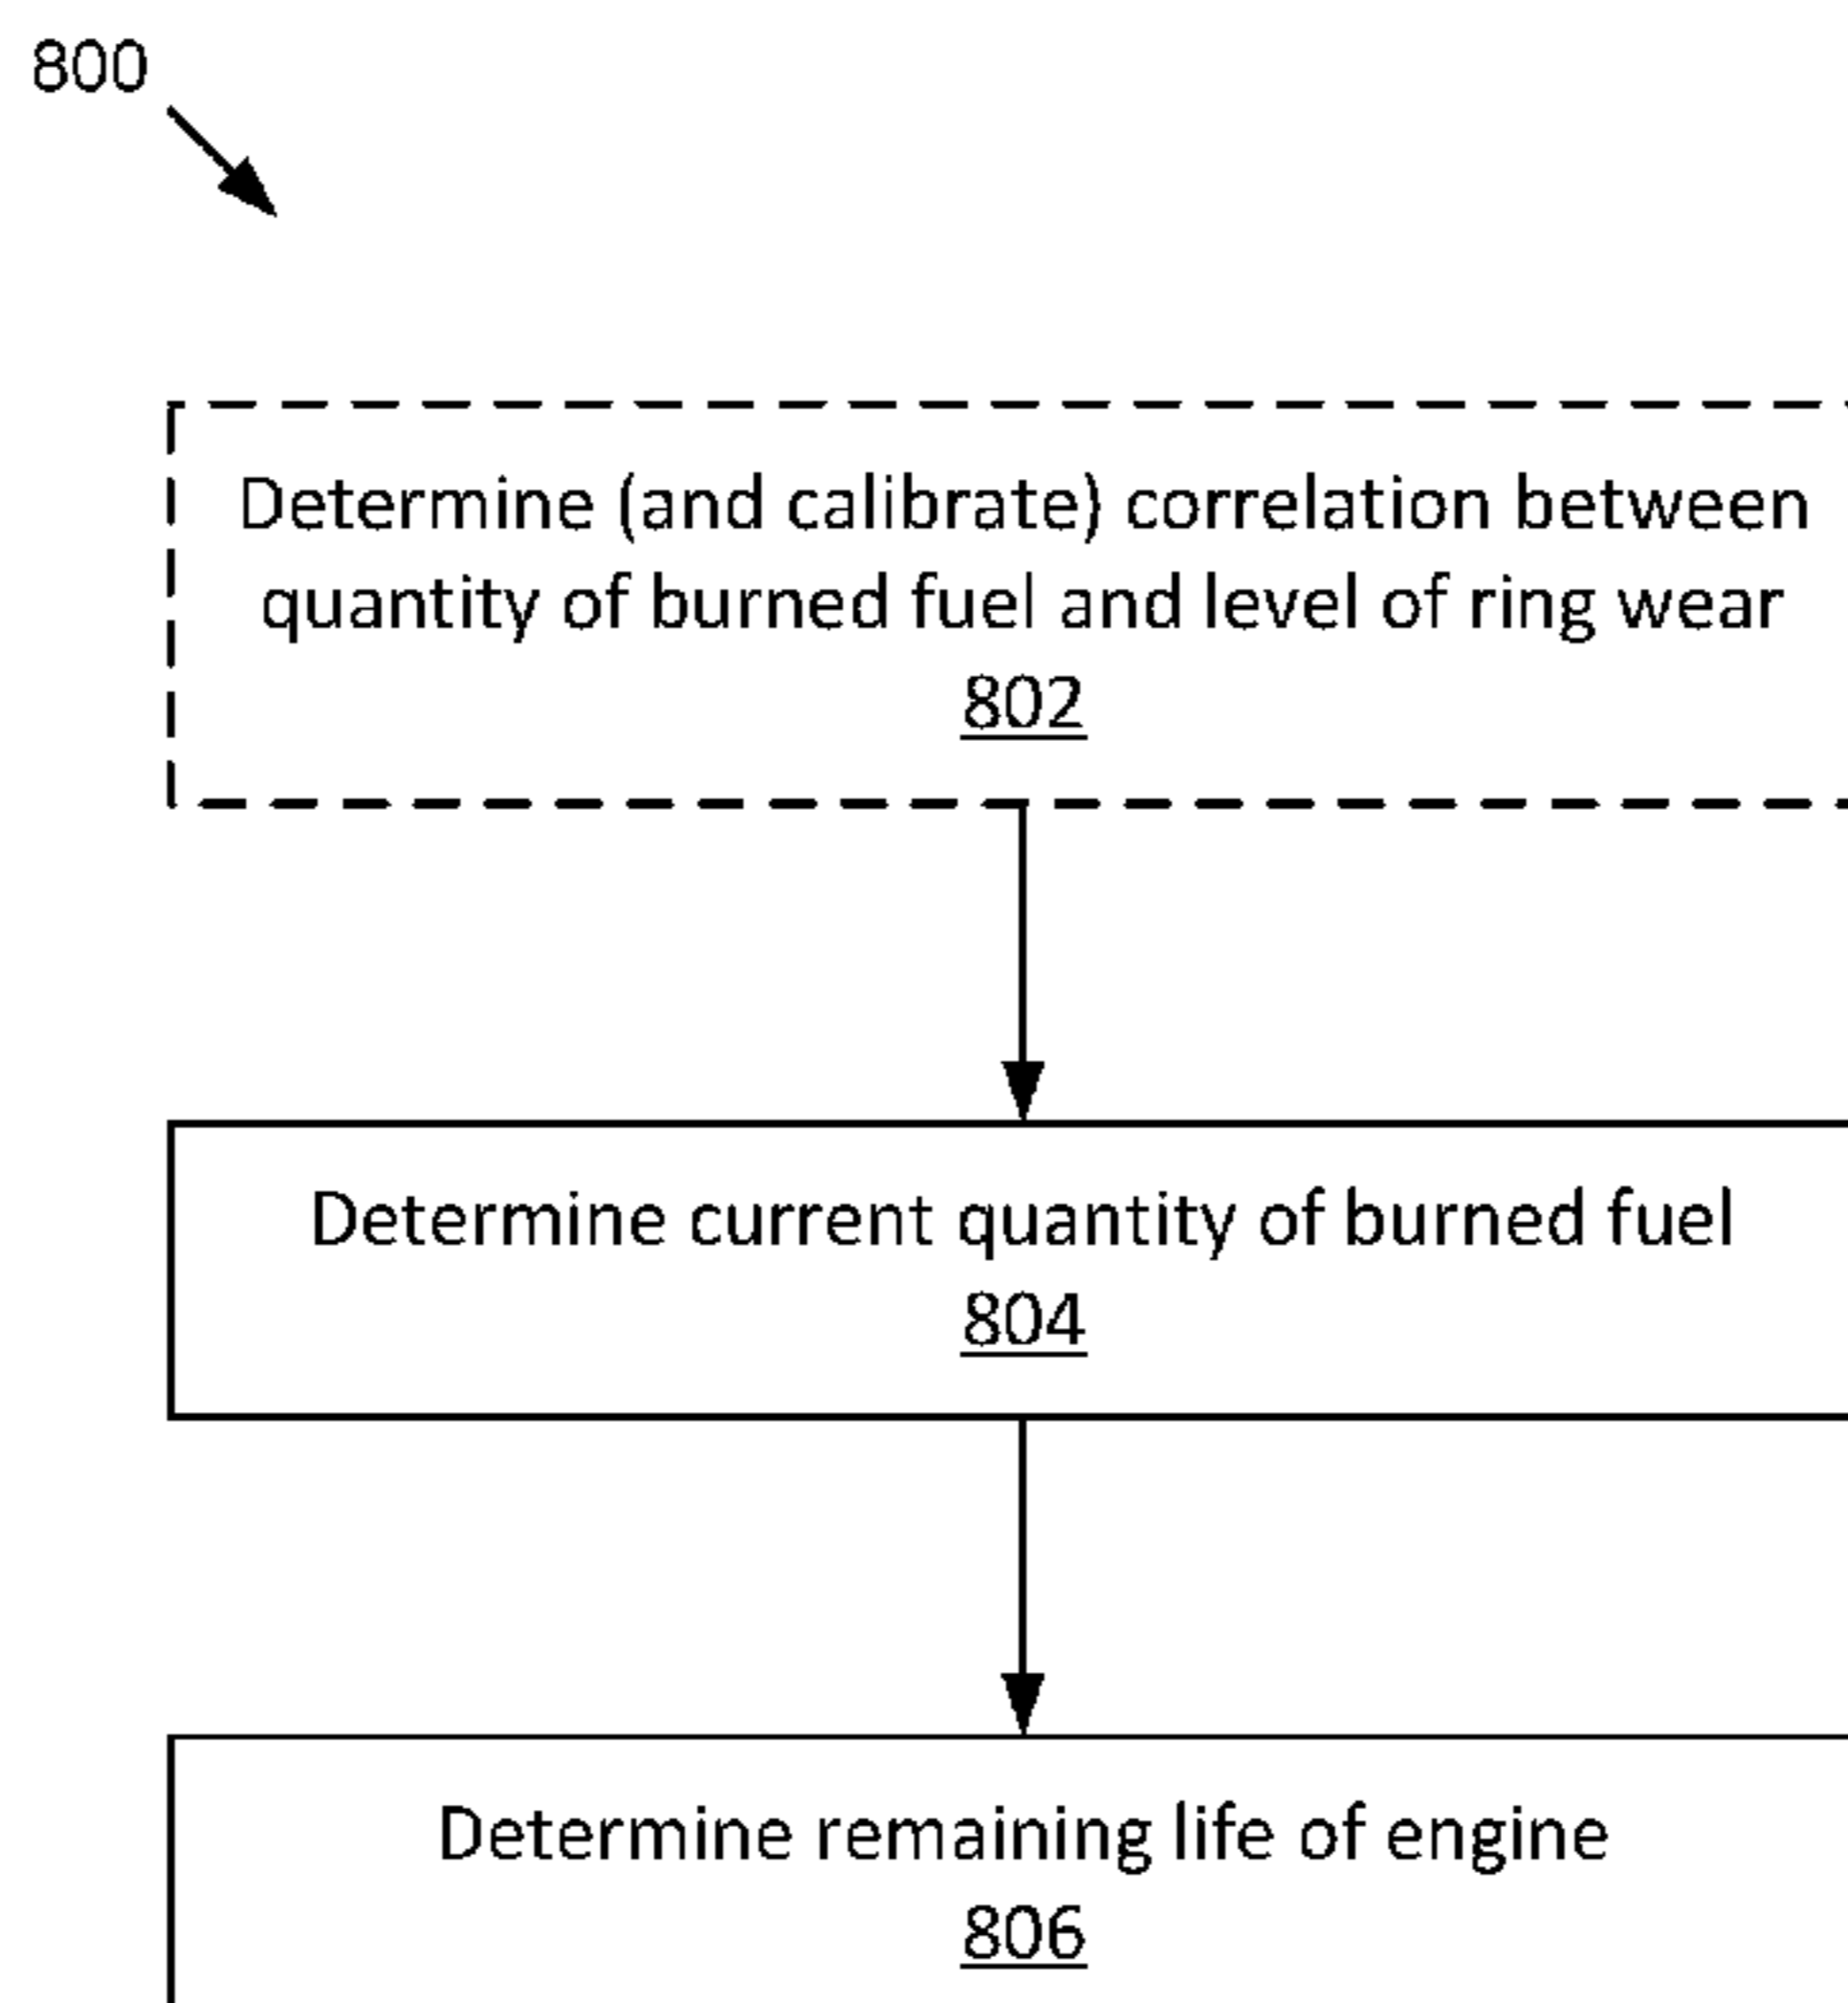 800
Determine (and calibrate) correlation between
quantity of burned fuel and level of ring wear
802
Determine current quantity of burned fuel
804
Determine remaining life of engine
806